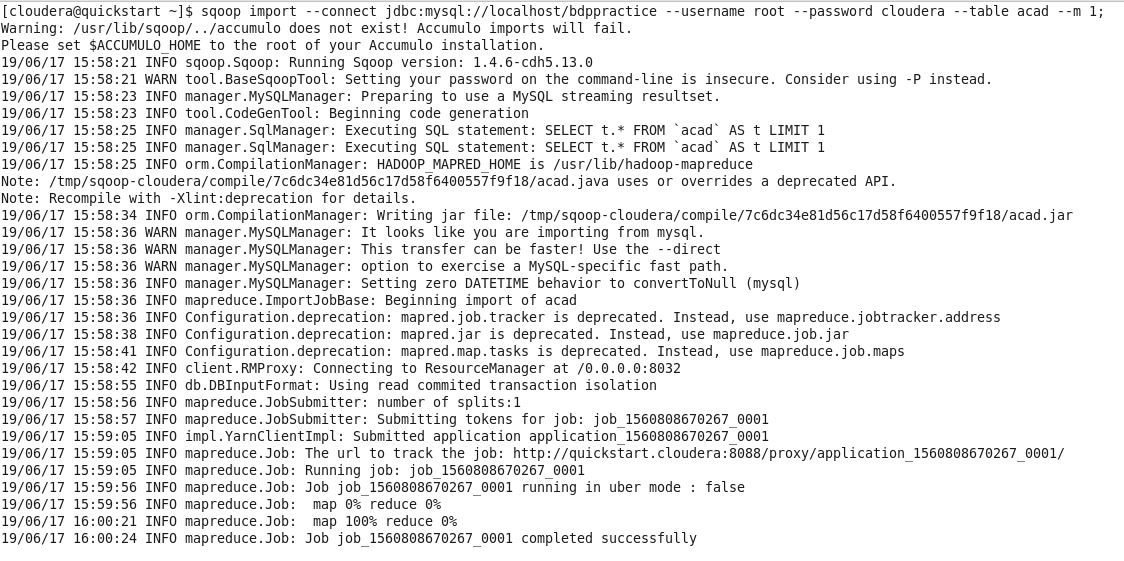 [cloudera@quickstart ~]$ sqoop import --connect jdbc:mysql://localhost/bdppractice --username root --password cloudera --table acad --m 1;
Warning: /usr/lib/sqoop/../accumulo does not exist! Accumulo imports will fail.
Please set $ACCUMULO_HOME to the root of your Accumulo installation.
19/06/17 15:58:21 INFO sqoop.Sqoop: Running Sqoop version: 1.4.6-cdh5.13.0
19/06/17 15:58:21 WARN tool.BaseSqoopTool: Setting your password on the command-line is insecure. Consider using -P instead.
19/06/17 15:58:23 INFO manager.MySQLManager: Preparing to use a MySQL streaming resultset.
19/06/17 15:58:23 INFO tool.CodeGenTool: Beginning code generation
19/06/17 15:58:25 INFO manager.SqlManager: Executing SQL statement: SELECT t.* FROM `acad` AS t LIMIT 1
19/06/17 15:58:25 INFO manager.SqlManager: Executing SQL statement: SELECT t.* FROM `acad` AS t LIMIT 1
19/06/17 15:58:25 INFO orm.CompilationManager: HADOOP_MAPRED_HOME is /usr/lib/hadoop-mapreduce
Note: /tmp/sqoop-cloudera/compile/7c6dc34e81d56c17d58f6400557f9f18/acad.java uses or overrides a deprecated API.
Note: Recompile with -Xlint:deprecation for details.
19/06/17 15:58:34 INFO orm.CompilationManager: Writing jar file: /tmp/sqoop-cloudera/compile/7c6dc34e81d56c17d58f6400557f9f18/acad.jar
19/06/17 15:58:36 WARN manager.MySQLManager: It looks like you are importing from mysql.
19/06/17 15:58:36 WARN manager.MySQLManager: This transfer can be faster! Use the --direct
19/06/17 15:58:36 WARN manager.MySQLManager: option to exercise a MySQL-specific fast path.
19/06/17 15:58:36 INFO manager.MySQLManager: Setting zero DATETIME behavior to convertToNull (mysql)
19/06/17 15:58:36 INFO mapreduce.ImportJobBase: Beginning import of acad
19/06/17 15:58:36 INFO Configuration.deprecation: mapred.job.tracker is deprecated. Instead, use mapreduce.jobtracker.address
19/06/17 15:58:38 INFO Configuration.deprecation: mapred.jar is deprecated. Instead, use mapreduce.job.jar
19/06/17 15:58:41 INFO Configuration.deprecation: mapred.map.tasks is deprecated. Instead, use mapreduce.job.maps
19/06/17 15:58:42 INFO client.RMProxy: Connecting to ResourceManager at /0.0.0.0:8032
19/06/17 15:58:55 INFO db.DBInputFormat: Using read commited transaction isolation
19/06/17 15:58:56 INFO mapreduce.JobSubmitter: number of splits:1
19/06/17 15:58:57 INFO mapreduce.JobSubmitter: Submitting tokens for job: job_1560808670267_0001
19/06/17 15:59:05 INFO impl.YarnClientImpl: Submitted application application_1560808670267_0001
19/06/17 15:59:05 INFO mapreduce.Job: The url to track the job: http://quickstart.cloudera:8088/proxy/application_1560808670267_0001/
19/06/17 15:59:05 INFO mapreduce.Job: Running job: job_1560808670267_0001
19/06/17 15:59:56 INFO mapreduce.Job: Job job_1560808670267_0001 running in uber mode : false
19/06/17 15:59:56 INFO mapreduce.Job:  map 0% reduce 0%
19/06/17 16:00:21 INFO mapreduce.Job:  map 100% reduce 0%
19/06/17 16:00:24 INFO mapreduce.Job: Job job_1560808670267_0001 completed successfully